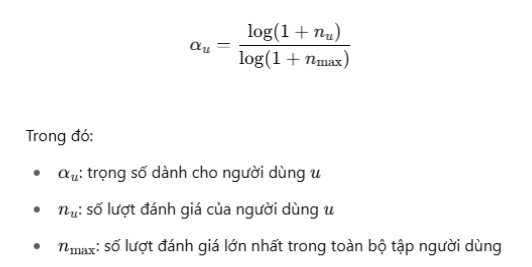 α_u = log(1 + n_u) / log(1 + n_max)
Trong đó:
• α_u: trọng số dành cho người dùng u
• n_u: số lượt đánh giá của người dùng u
• n_max: số lượt đánh giá lớn nhất trong toàn bộ tập người dùng